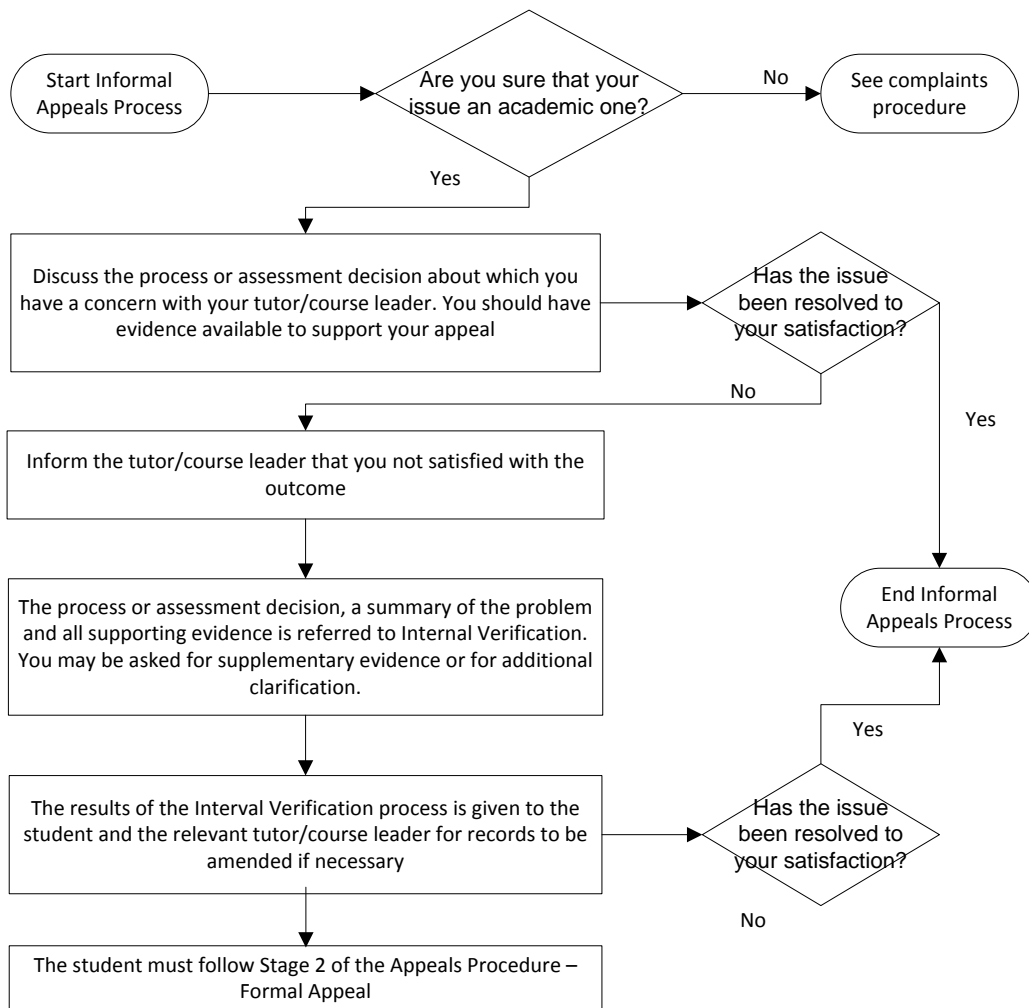 Start Informal
Appeals Process
Are you sure that your
issue an academic one?
No
See complaints
procedure
Yes
Discuss the process or assessment decision about which you
have a concern with your tutor/course leader. You should have
evidence available to support your appeal
Has the issue
been resolved to
your satisfaction?
No
Yes
Inform the tutor/course leader that you not satisfied with the
outcome
The process or assessment decision, a summary of the problem
and all supporting evidence is referred to Internal Verification.
You may be asked for supplementary evidence or for additional
clarification.
End Informal
Appeals Process
Yes
The results of the Interval Verification process is given to the
student and the relevant tutor/course leader for records to be
amended if necessary
Has the issue
been resolved to
your satisfaction?
No
The student must follow Stage 2 of the Appeals Procedure –
Formal Appeal